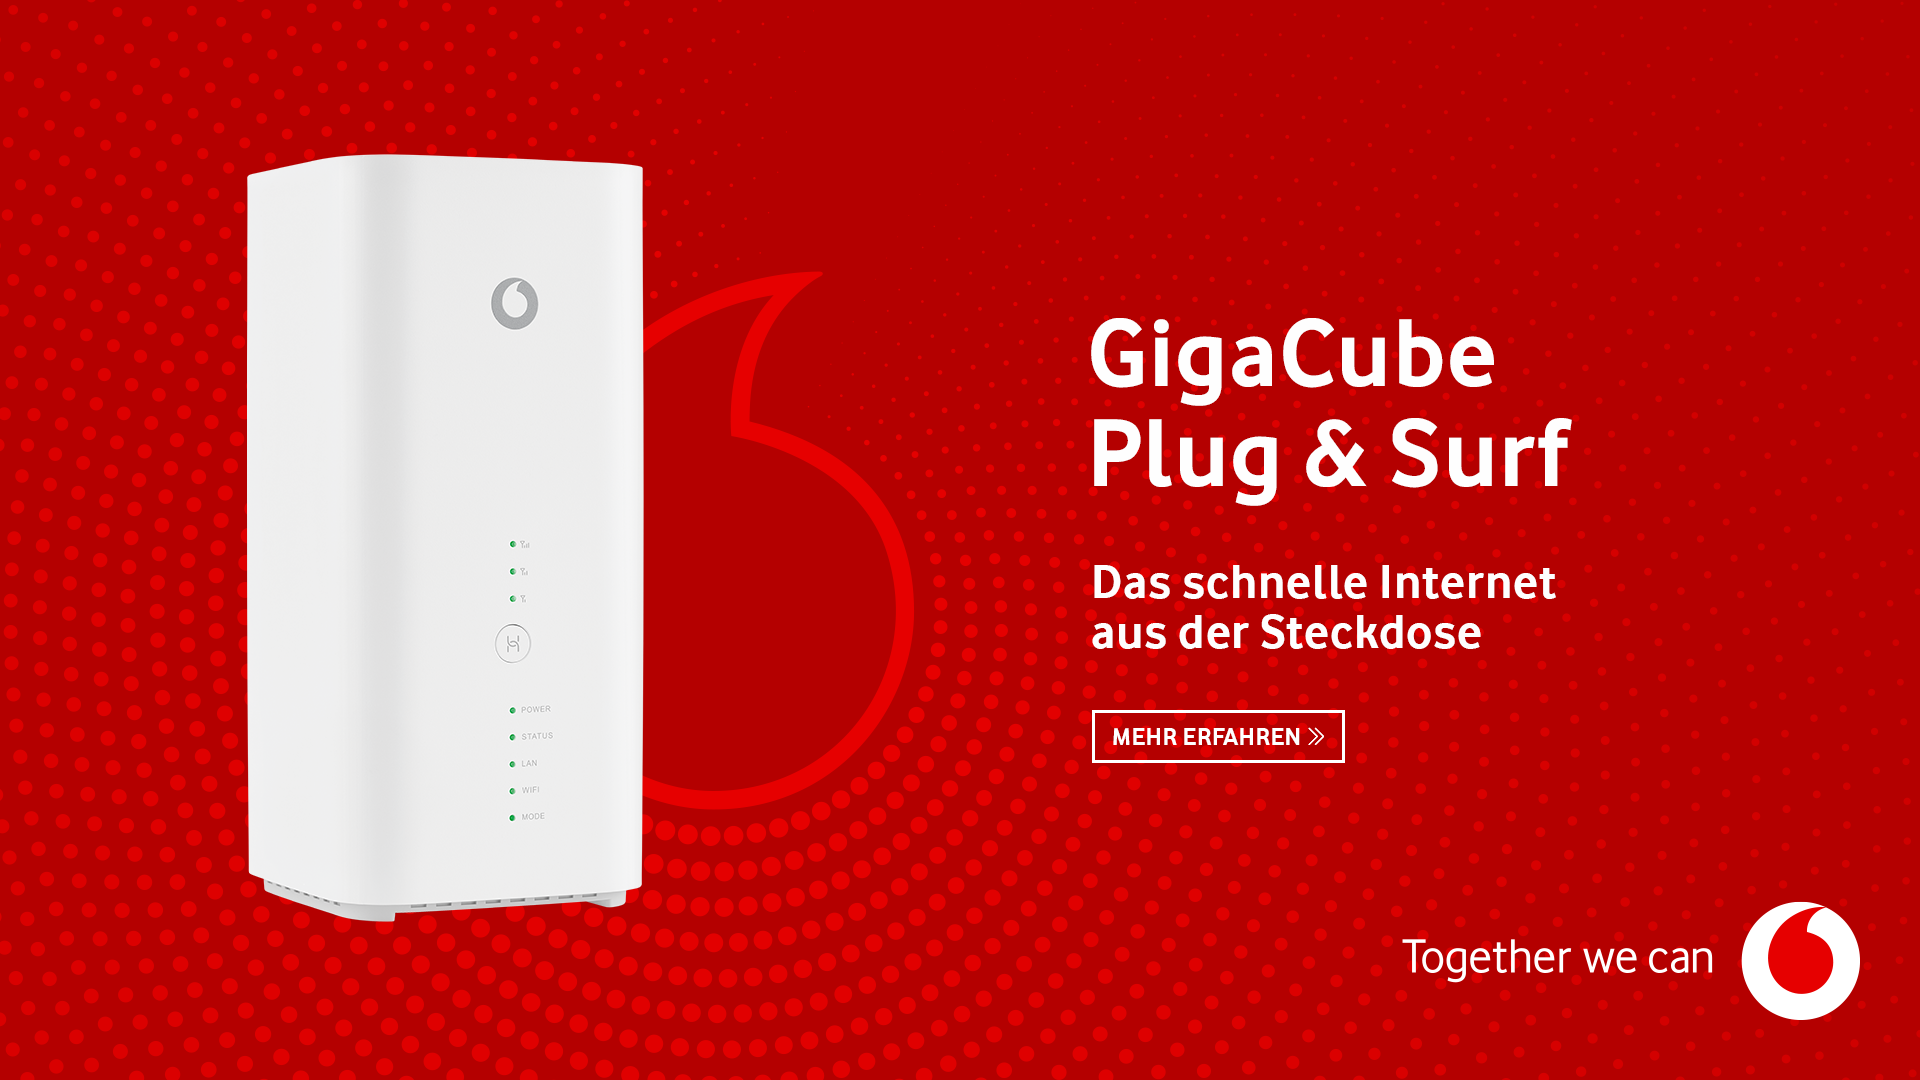 GigaCube
Plug & Surf
Das schnelle Internet
aus der Steckdose
MEHR ERFAHREN
POWER
STATUS
LAN
WIFI
MODE
Together we can